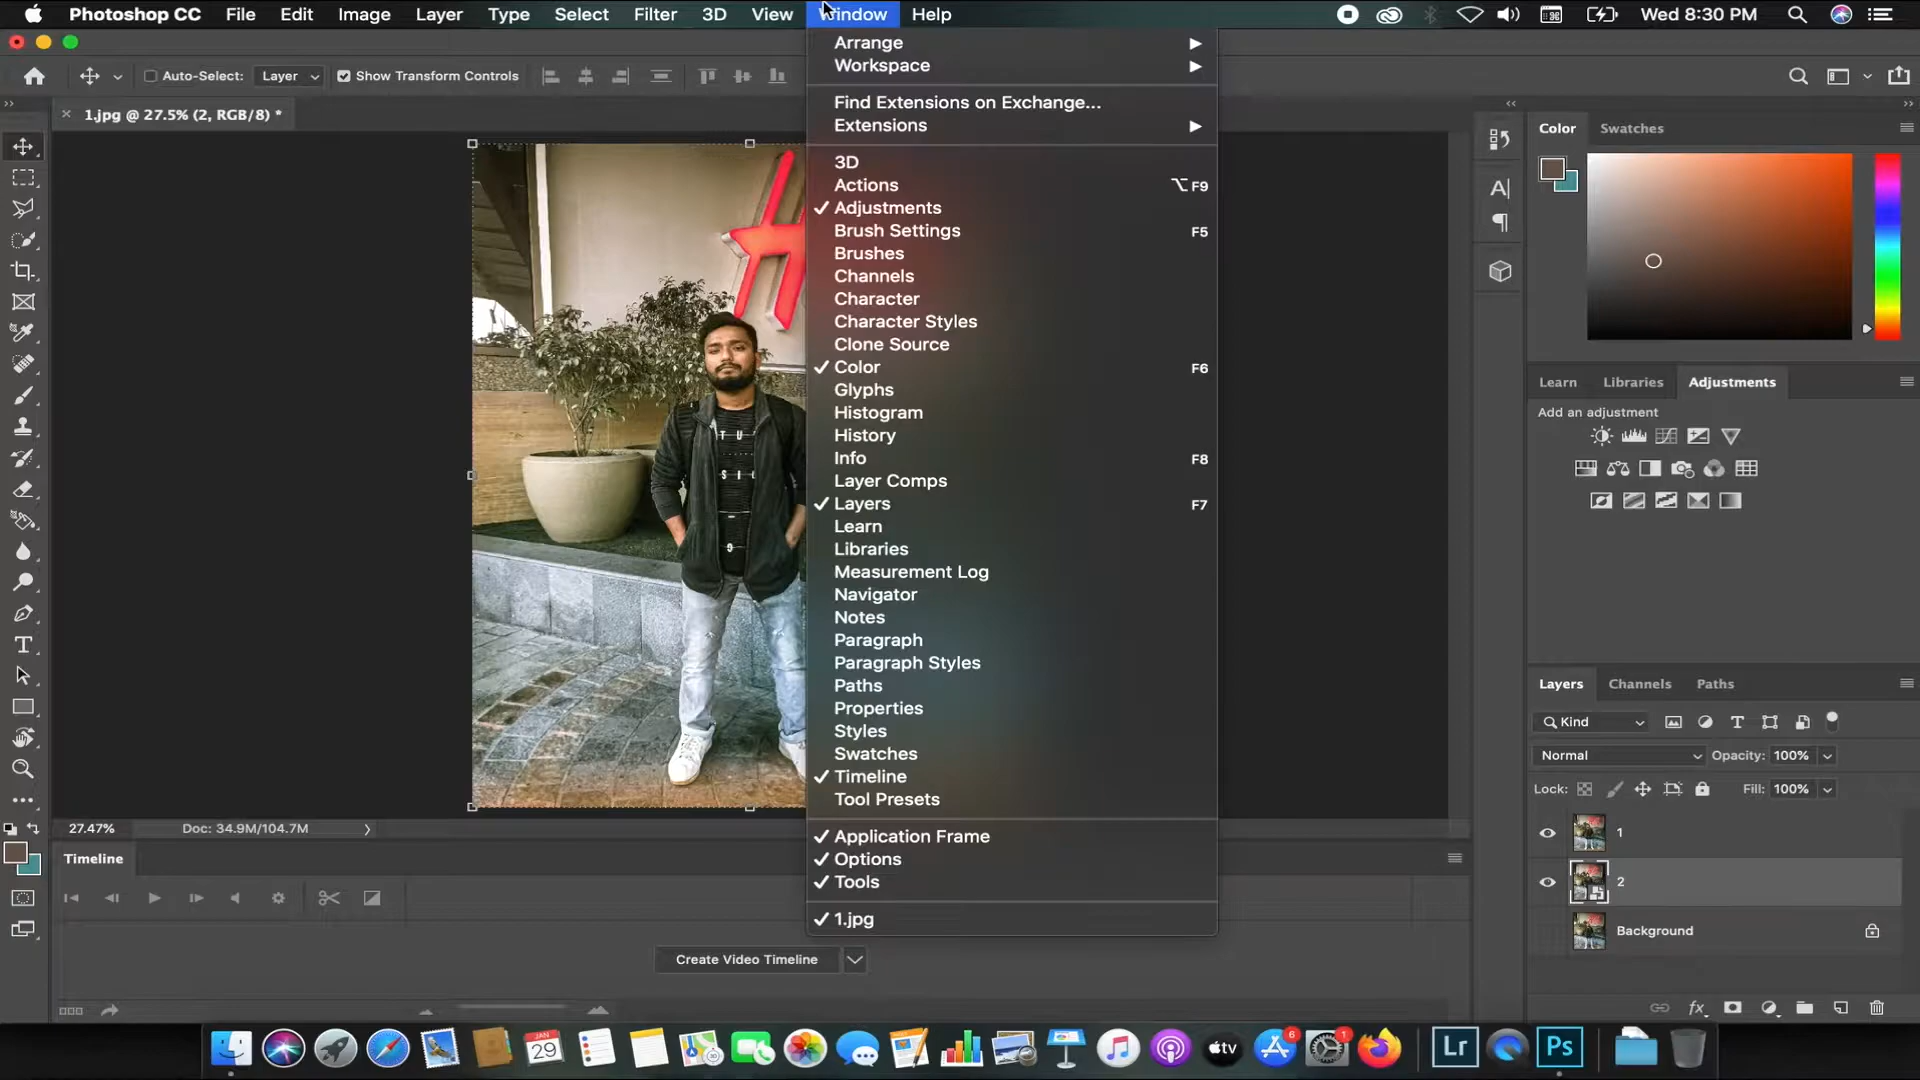 Photoshop CC File Edit Image Layer Type Select Filter 3D View Window Help Wed 8:30 PM
Auto-Select: Layer Show Transform Controls
1.jpg @ 27.5% (2, RGB/8) *
Arrange
Workspace
Find Extensions on Exchange...
Extensions
3D
Actions ⌥F9
Adjustments
Brush Settings F5
Brushes
Channels
Character
Character Styles
Clone Source
Color F6
Glyphs
Histogram
History
Info F8
Layer Comps
Layers F7
Learn
Libraries
Measurement Log
Navigator
Notes
Paragraph
Paragraph Styles
Paths
Properties
Styles
Swatches
Timeline
Tool Presets
Application Frame
Options
Tools
1.jpg
Color Swatches
Learn Libraries Adjustments
Add an adjustment
Layers Channels Paths
Kind
Normal Opacity: 100%
Lock: Fill: 100%
1
2
Background
27.47% Doc: 34.9M/104.7M
Timeline
Create Video Timeline
JAN
29
tv
6
1
Lr
Ps